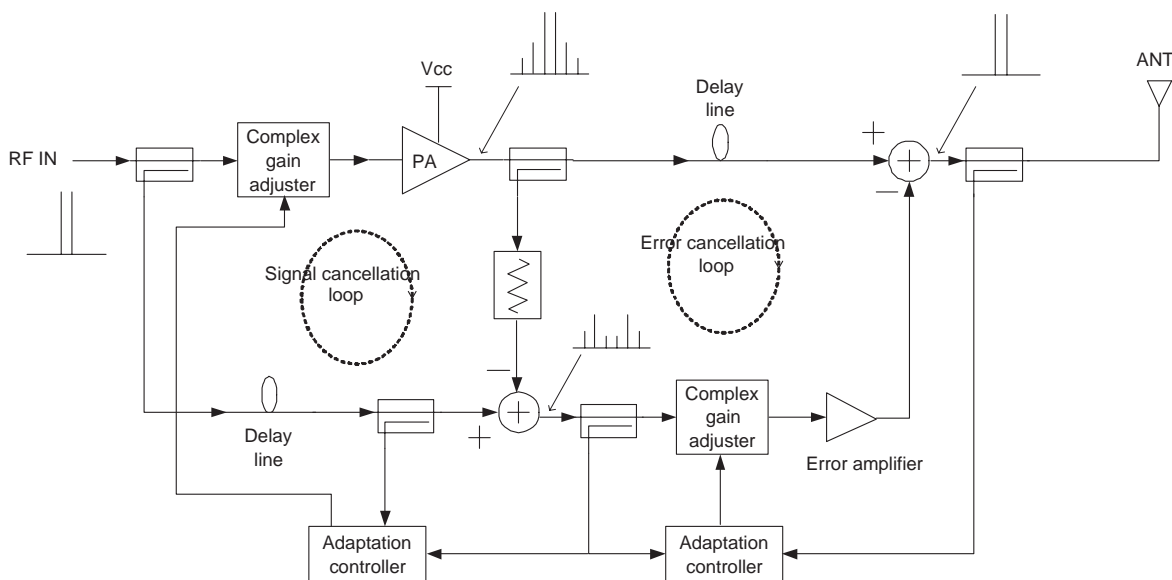 Vcc
ANT
Delay
line
RF IN
Complex
gain
adjuster
PA
+
+
−
Signal cancellation
loop
Error cancellation
loop
−
+
+
Delay
line
Complex
gain
adjuster
Error amplifier
Adaptation
controller
Adaptation
controller